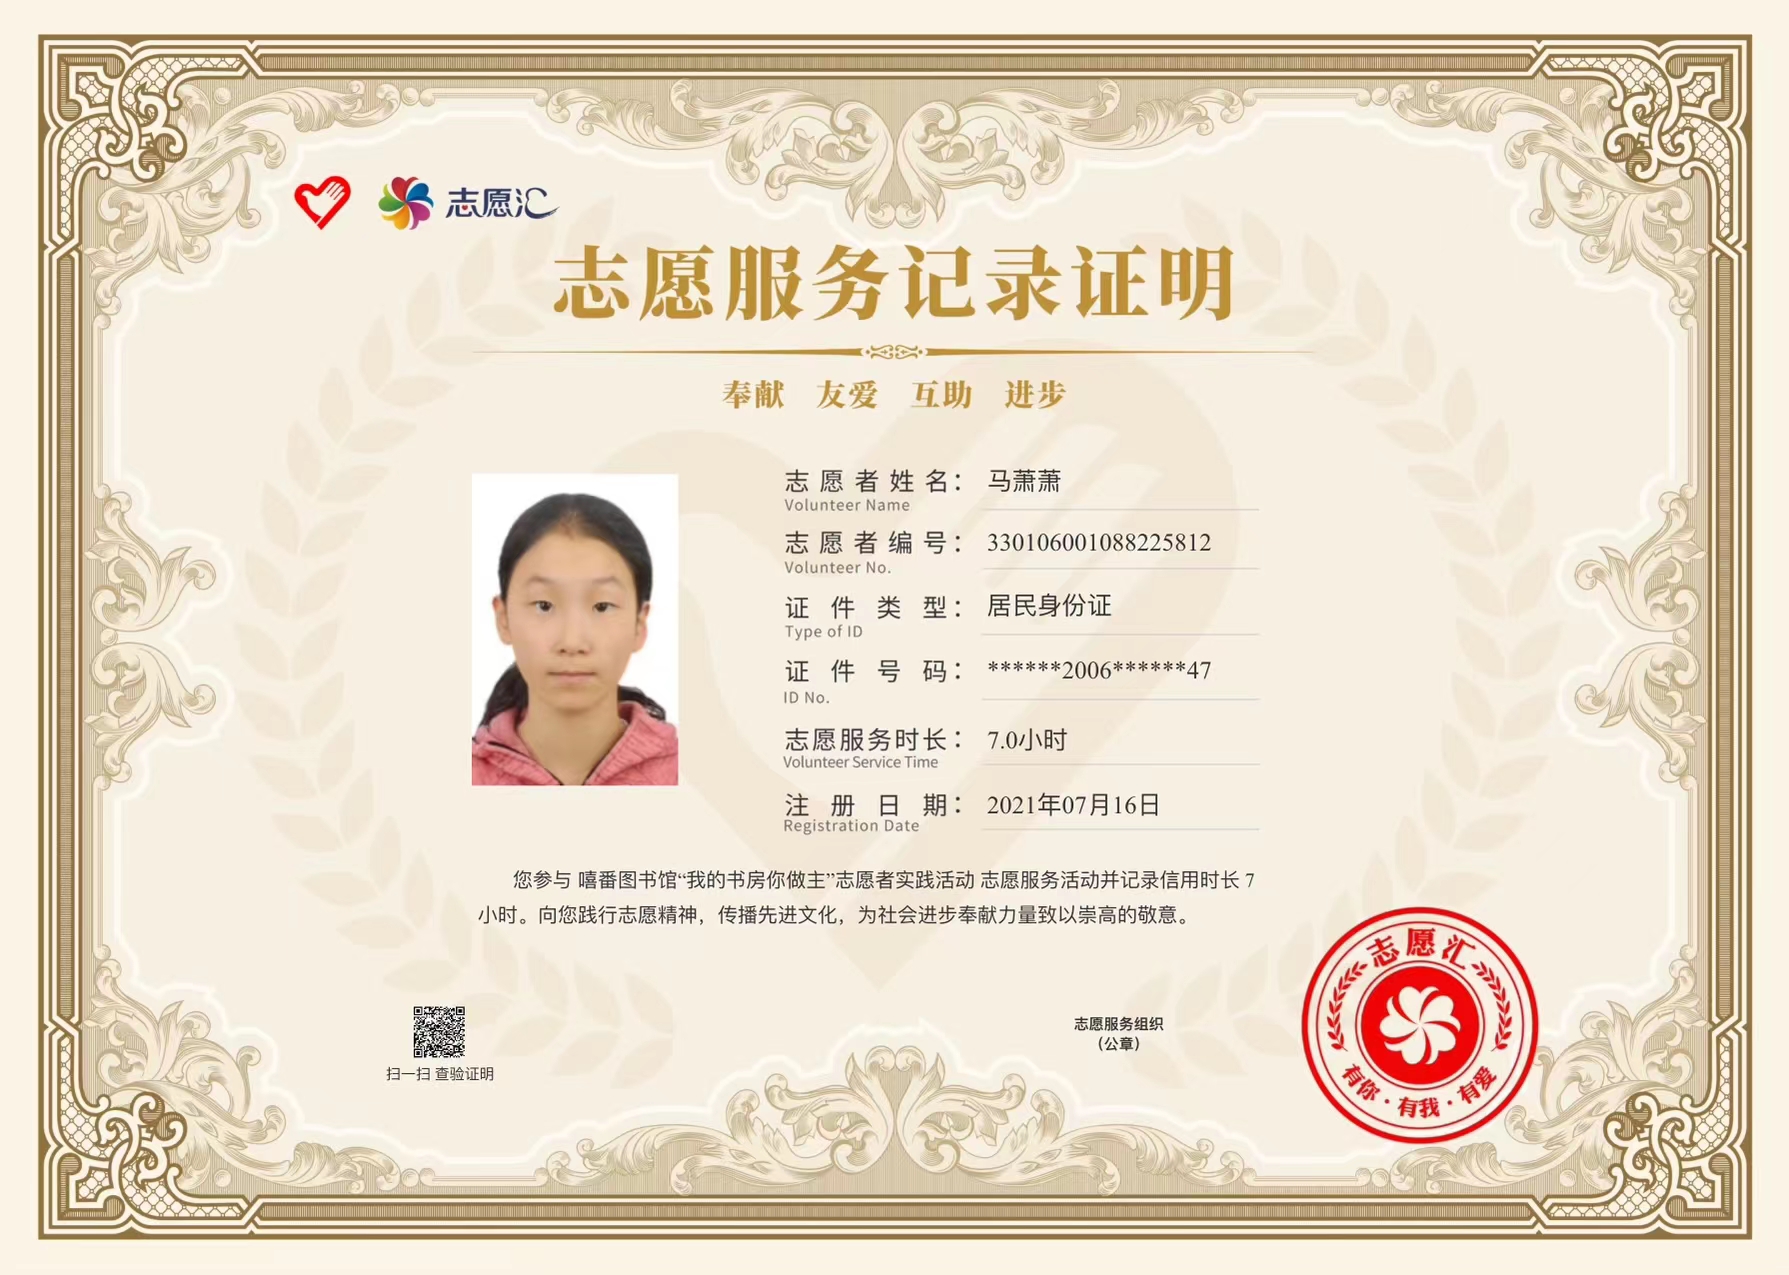 志愿汇
志愿服务记录证明
奉献 友爱 互助 进步
志愿者姓名：马萧萧
Volunteer Name
志愿者编号：330106001088225812
Volunteer No.
证件类型：居民身份证
Type of ID
证件号码：******2006******47
ID No.
志愿服务时长：7.0小时
Volunteer Service Time
注册日期：2021年07月16日
Registration Date
您参与 嘻番图书馆“我的书房你做主”志愿者实践活动 志愿服务活动并记录信用时长 7
小时。向您践行志愿精神，传播先进文化，为社会进步奉献力量致以崇高的敬意。
扫一扫 查验证明
志愿服务组织
（公章）
志愿汇
有你·有我·有爱